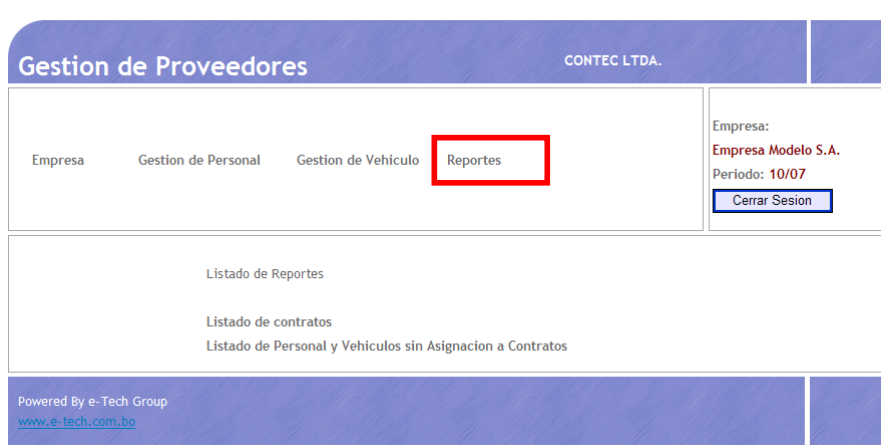 Gestion de Proveedores
CONTEC LTDA.
Empresa Gestion de Personal Gestion de Vehiculo Reportes
Empresa:
Empresa Modelo S.A.
Periodo: 10/07
Cerrar Sesion
Listado de Reportes
Listado de contratos
Listado de Personal y Vehiculos sin Asignacion a Contratos
Powered By e-Tech Group
www.e-tech.com.bo